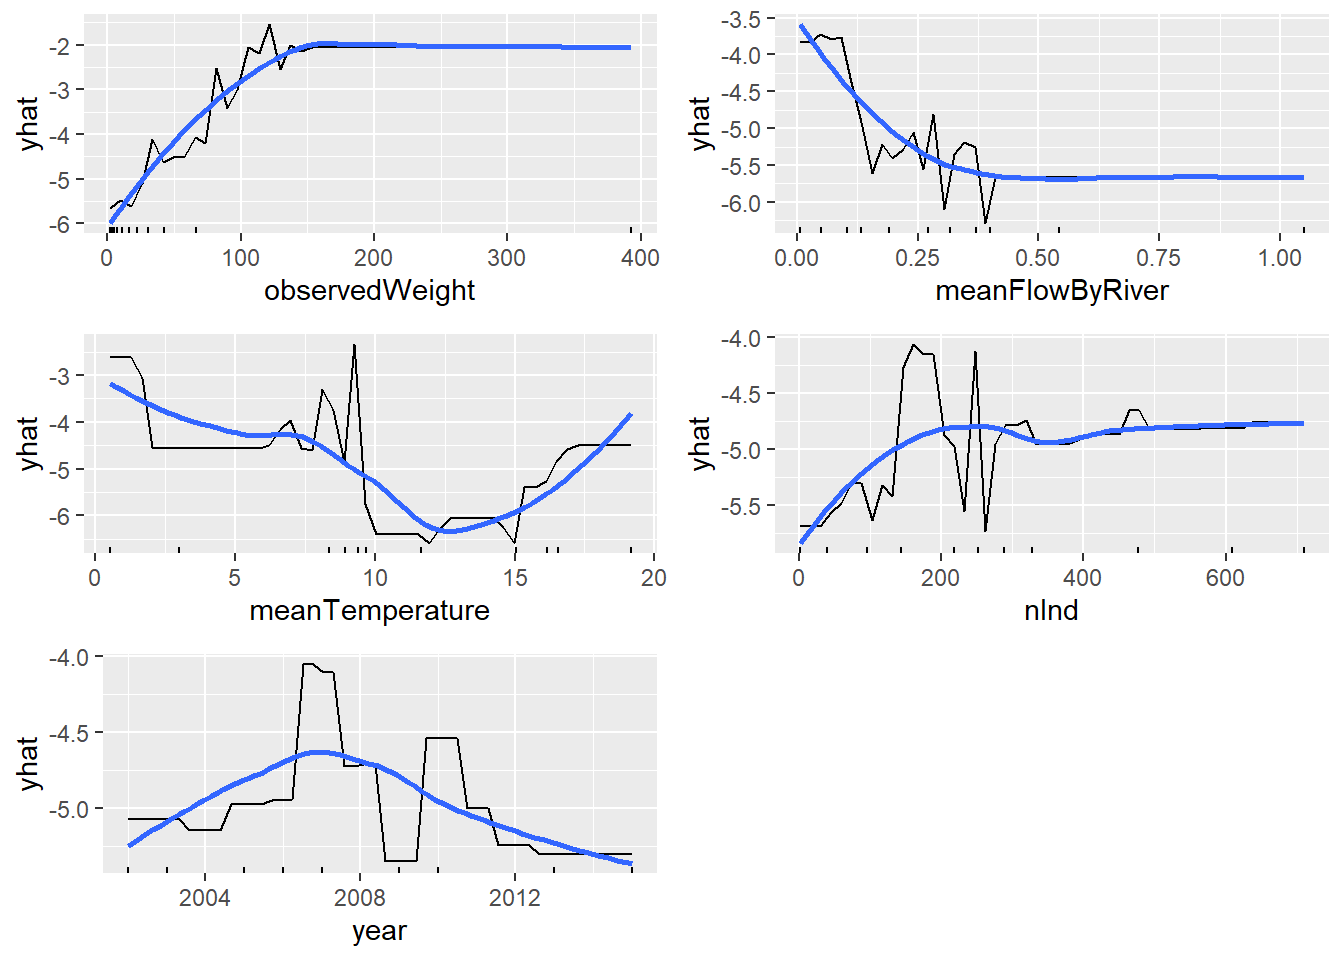 yhat
-2
-3
-4
-5
-6
0 100 200 300 400
observedWeight
yhat
-3.5
-4.0
-4.5
-5.0
-5.5
-6.0
0.00 0.25 0.50 0.75 1.00
meanFlowByRiver
yhat
-3
-4
-5
-6
0 5 10 15 20
meanTemperature
yhat
-4.0
-4.5
-5.0
-5.5
0 200 400 600
nInd
yhat
-4.0
-4.5
-5.0
2004 2008 2012
year